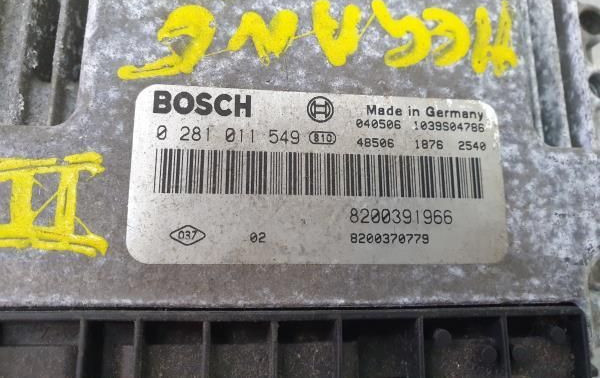 MEGANE
II
BOSCH Made in Germany
040506 1039S04786
0 281 011 549 810
48506 1876 2540
8200391966
037 02 8200370779